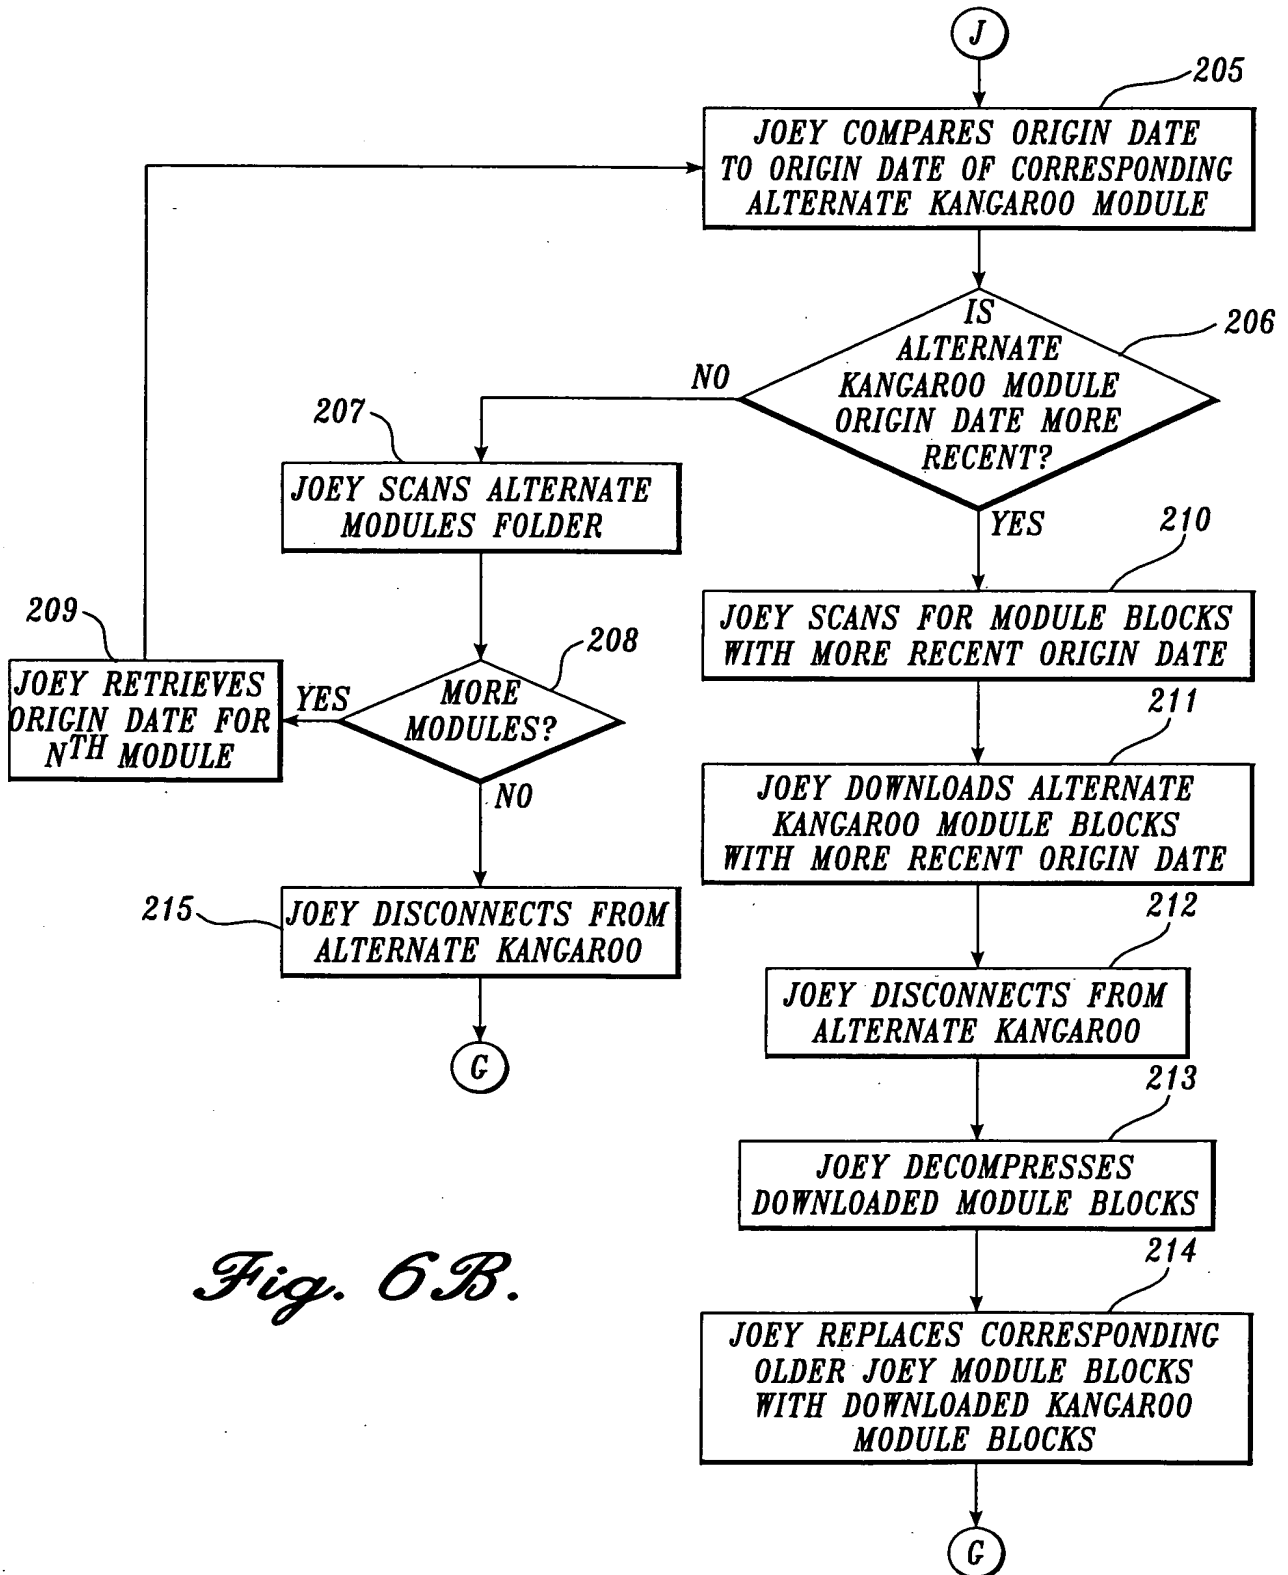 J
205
JOEY COMPARES ORIGIN DATE
TO ORIGIN DATE OF CORRESPONDING
ALTERNATE KANGAROO MODULE
206
IS
ALTERNATE
KANGAROO MODULE
ORIGIN DATE MORE
RECENT?
NO
YES
207
JOEY SCANS ALTERNATE
MODULES FOLDER
208
MORE
MODULES?
YES
NO
209
JOEY RETRIEVES
ORIGIN DATE FOR
NTH MODULE
215
JOEY DISCONNECTS FROM
ALTERNATE KANGAROO
G
210
JOEY SCANS FOR MODULE BLOCKS
WITH MORE RECENT ORIGIN DATE
211
JOEY DOWNLOADS ALTERNATE
KANGAROO MODULE BLOCKS
WITH MORE RECENT ORIGIN DATE
212
JOEY DISCONNECTS FROM
ALTERNATE KANGAROO
213
JOEY DECOMPRESSES
DOWNLOADED MODULE BLOCKS
214
JOEY REPLACES CORRESPONDING
OLDER JOEY MODULE BLOCKS
WITH DOWNLOADED KANGAROO
MODULE BLOCKS
G
Fig. 6B.